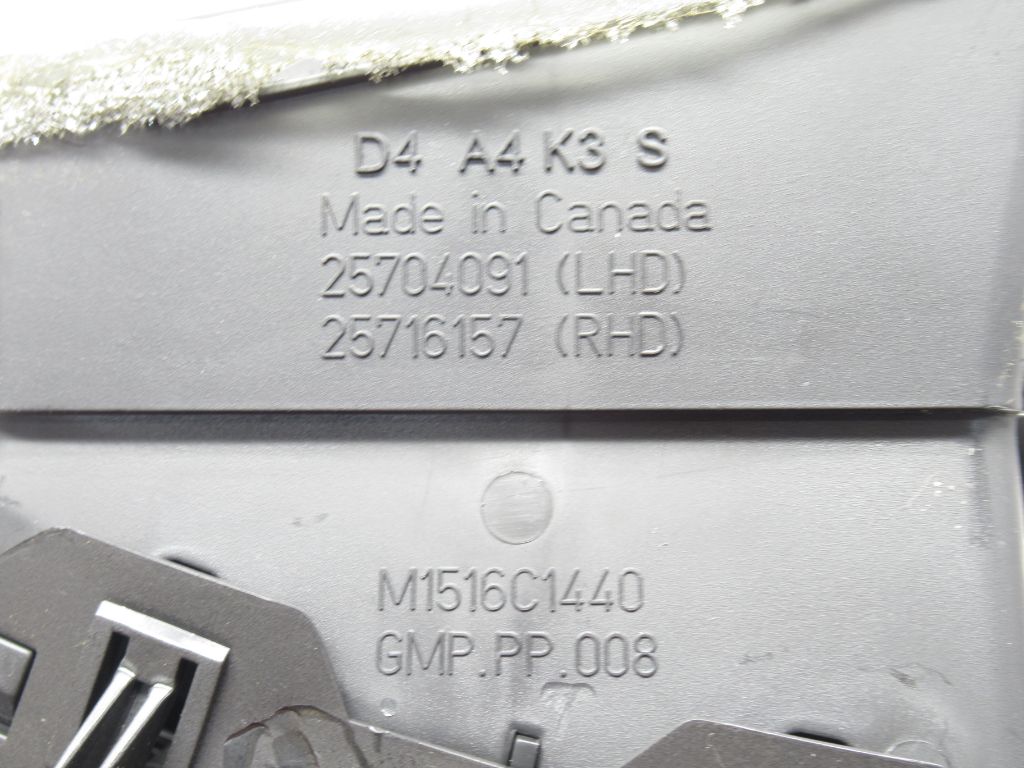 D4 A4 K3 S
Made in Canada
25704091 (LHD)
25716157 (RHD)
M1516C1440
GMP.PP.008